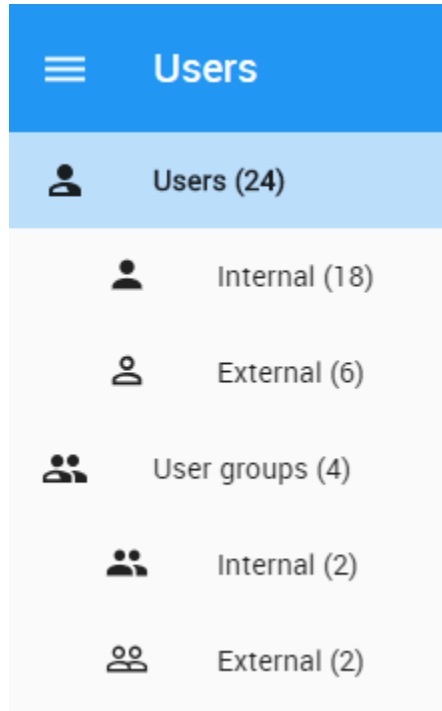 Users
Users (24)
Internal (18)
External (6)
User groups (4)
Internal (2)
External (2)